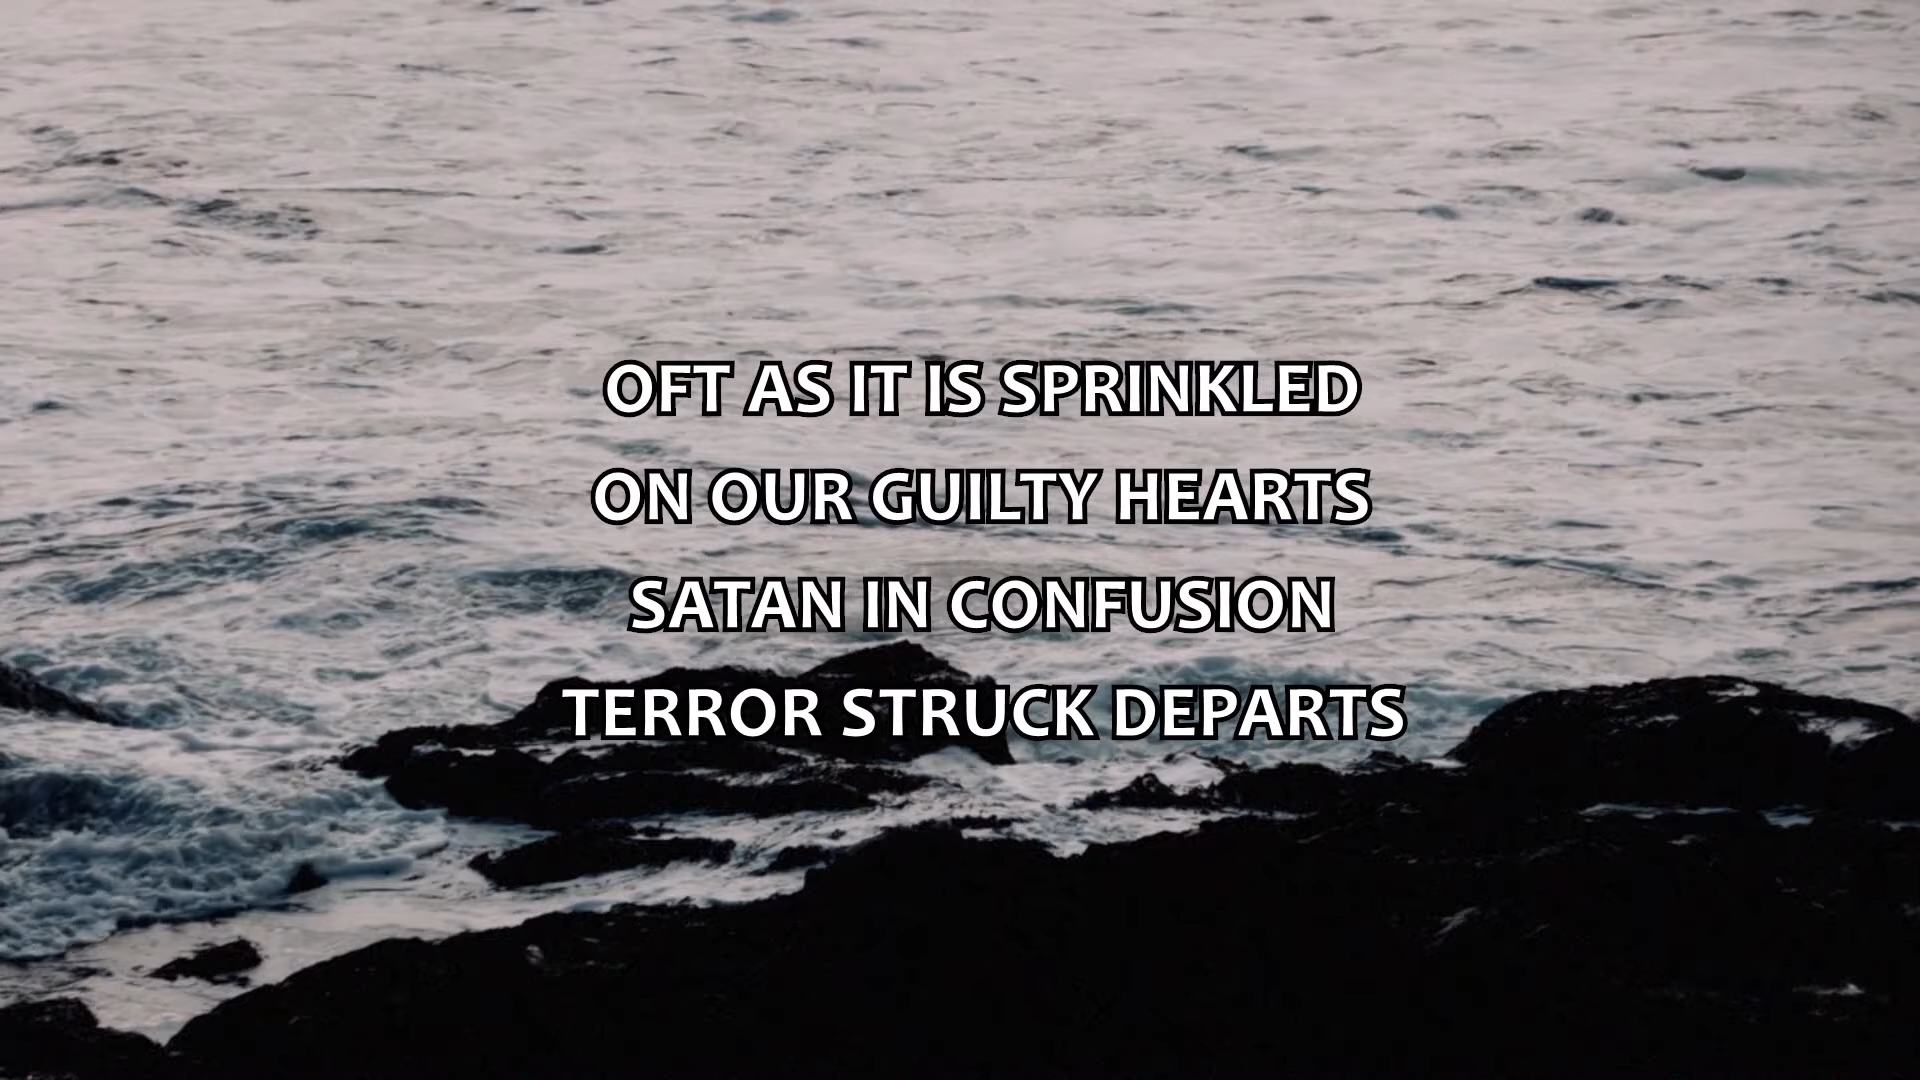 OFT AS IT IS SPRINKLED
ON OUR GUILTY HEARTS
SATAN IN CONFUSION
TERROR STRUCK DEPARTS